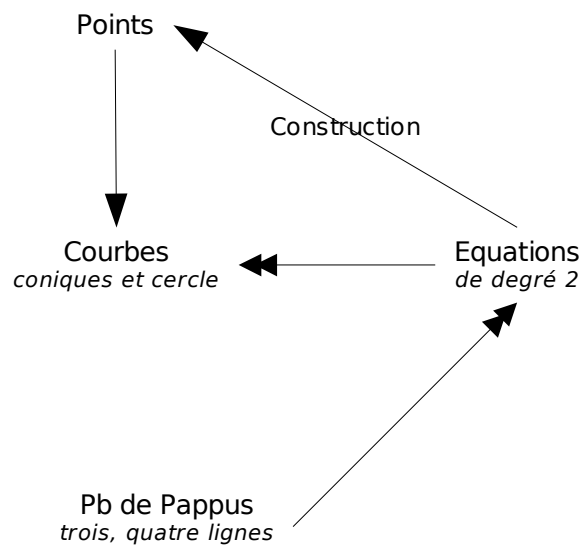 Points
Construction
Courbes
coniques et cercle
Equations
de degré 2
Pb de Pappus
trois, quatre lignes